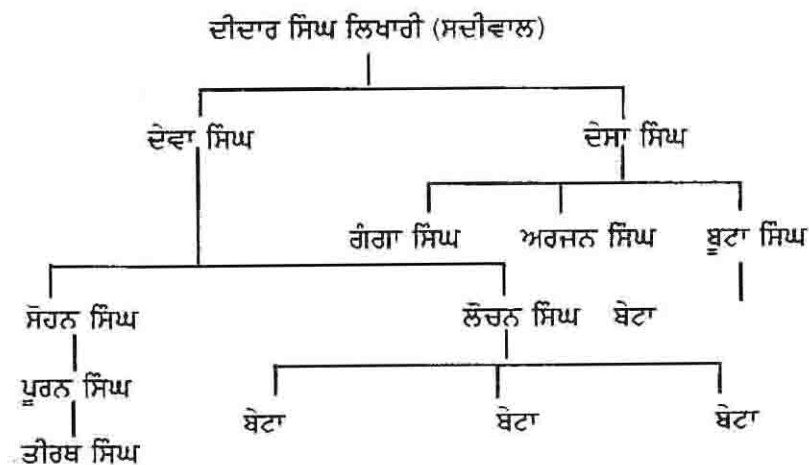 ਦੀਦਾਰ ਸਿੰਘ ਲਿਖਾਰੀ (ਸਦੀਵਾਲ)
ਦੇਵਾ ਸਿੰਘ ਦੇਸਾ ਸਿੰਘ
ਗੰਗਾ ਸਿੰਘ ਅਰਜਨ ਸਿੰਘ ਬੂਟਾ ਸਿੰਘ
ਸੋਹਨ ਸਿੰਘ ਲੋਚਨ ਸਿੰਘ ਬੇਟਾ
ਪੂਰਨ ਸਿੰਘ
ਬੇਟਾ ਬੇਟਾ ਬੇਟਾ
ਤੀਰਥ ਸਿੰਘ